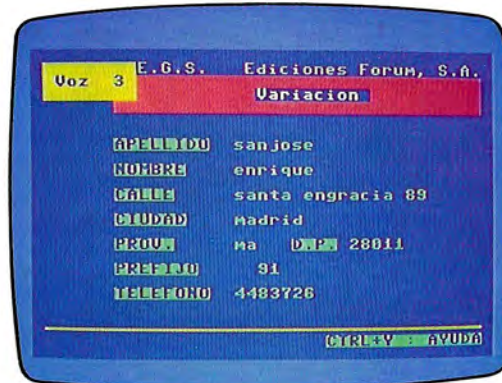 E.G.S. Ediciones Forum, S.A.
Voz 3
Variacion
APELLIDO sanjose
NOMBRE enrique
CALLE santa engracia 89
CIUDAD madrid
PROV. ma D.P. 28011
PREFIJO 91
TELEFONO 4483726
CTRL+Y : AYUDA